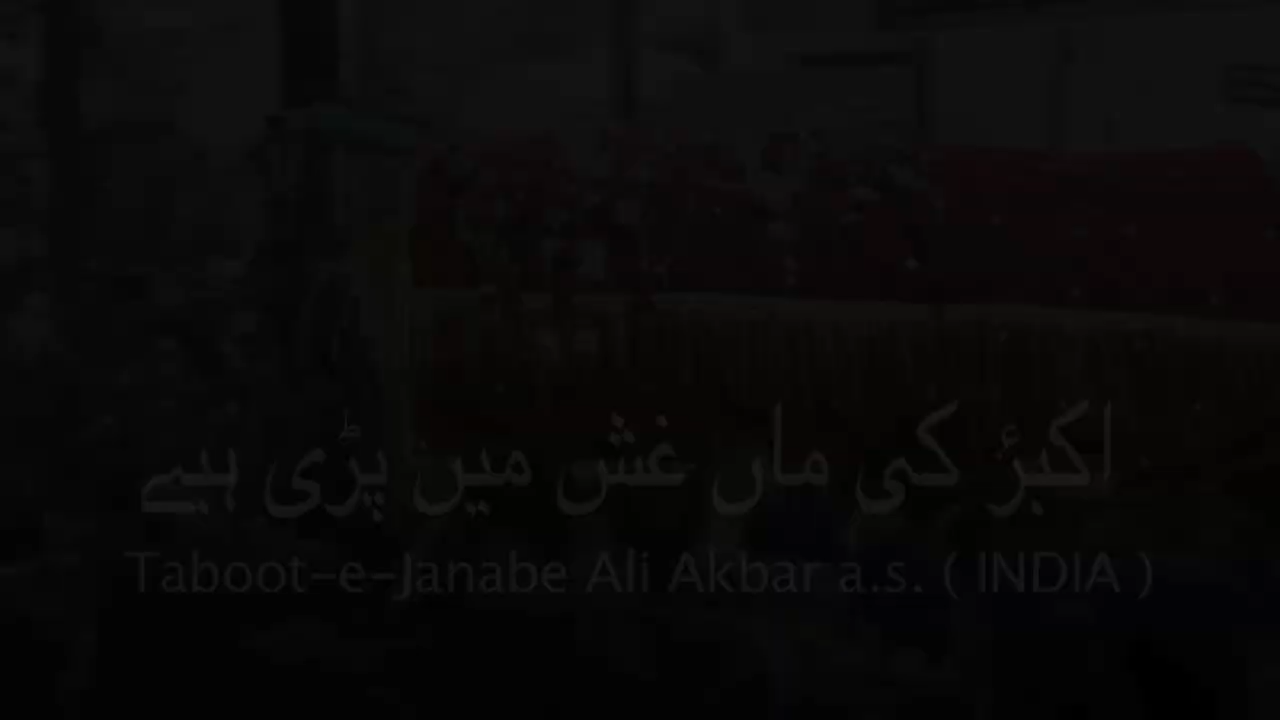 اکبرؑ کی ماں غش میں پڑی ہے
Taboot-e-Janabe Ali Akbar a.s. ( INDIA )